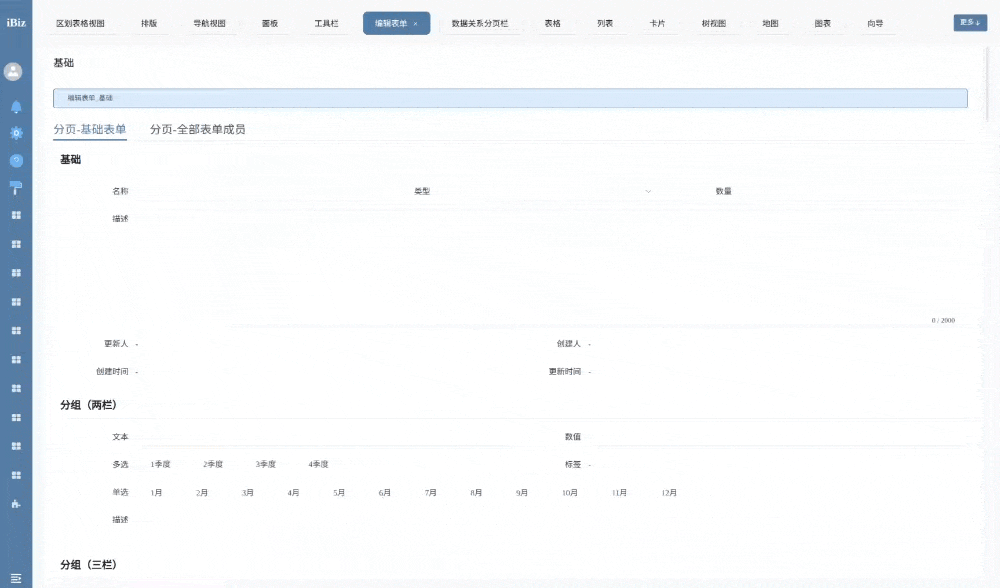 iBiz
区划表格视图 排版 导航视图 面板 工具栏 编辑表单 × 数据关系分页栏 表格 列表 卡片 树视图 地图 图表 向导 更多↓
基础
编辑表单_基础
分页-基础表单 分页-全部表单成员
基础
名称 类型 数量
描述
0 / 2000
更新人 - 创建人 -
创建时间 - 更新时间 -
分组（两栏）
文本 数值
多选 1季度 2季度 3季度 4季度 标签 -
单选 1月 2月 3月 4月 5月 6月 7月 8月 9月 10月 11月 12月
描述
分组（三栏）